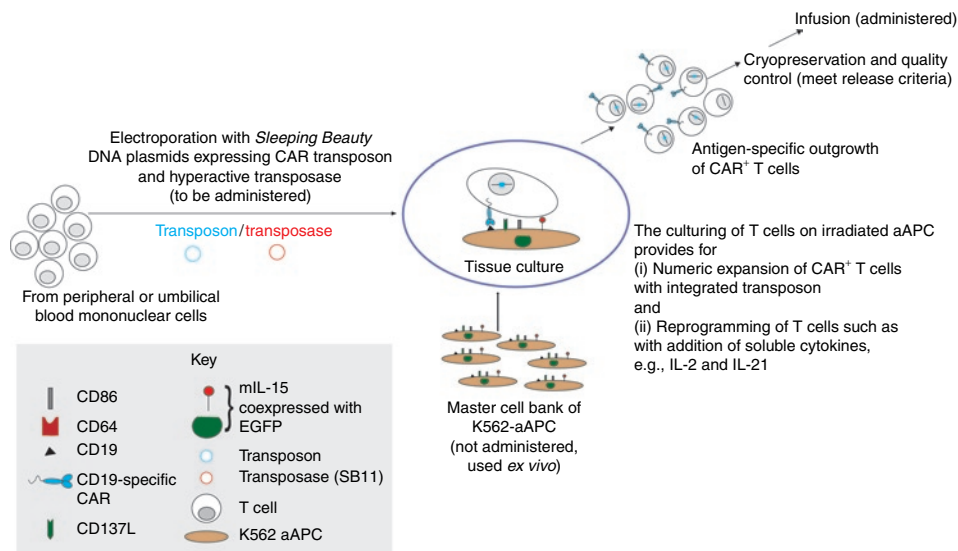 Infusion (administered)
Cryopreservation and quality
control (meet release criteria)
Antigen-specific outgrowth
of CAR⁺ T cells
Electroporation with Sleeping Beauty
DNA plasmids expressing CAR transposon
and hyperactive transposase
(to be administered)
Transposon/transposase
From peripheral or umbilical
blood mononuclear cells
Tissue culture
The culturing of T cells on irradiated aAPC
provides for
(i) Numeric expansion of CAR⁺ T cells
with integrated transposon
and
(ii) Reprogramming of T cells such as
with addition of soluble cytokines,
e.g., IL-2 and IL-21
Master cell bank of
K562-aAPC
(not administered,
used ex vivo)
Key
CD86
CD64
CD19
CD19-specific
CAR
CD137L
mIL-15
coexpressed with
EGFP
Transposon
Transposase (SB11)
T cell
K562 aAPC